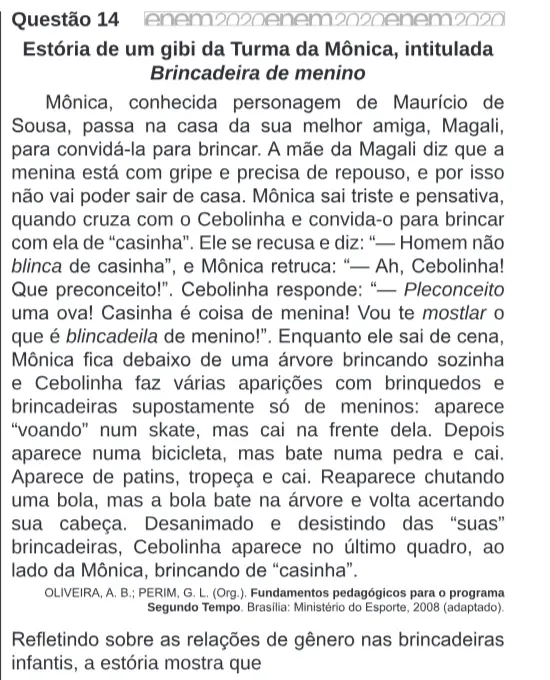 Questão 14 enem2020enem2020enem2020
Estória de um gibi da Turma da Mônica, intitulada
Brincadeira de menino
Mônica, conhecida personagem de Maurício de
Sousa, passa na casa da sua melhor amiga, Magali,
para convidá-la para brincar. A mãe da Magali diz que a
menina está com gripe e precisa de repouso, e por isso
não vai poder sair de casa. Mônica sai triste e pensativa,
quando cruza com o Cebolinha e convida-o para brincar
com ela de “casinha”. Ele se recusa e diz: “— Homem não
blinca de casinha”, e Mônica retruca: “— Ah, Cebolinha!
Que preconceito!”. Cebolinha responde: “— Pleconceito
uma ova! Casinha é coisa de menina! Vou te mostlar o
que é blincadeila de menino!”. Enquanto ele sai de cena,
Mônica fica debaixo de uma árvore brincando sozinha
e Cebolinha faz várias aparições com brinquedos e
brincadeiras supostamente só de meninos: aparece
“voando” num skate, mas cai na frente dela. Depois
aparece numa bicicleta, mas bate numa pedra e cai.
Aparece de patins, tropeça e cai. Reaparece chutando
uma bola, mas a bola bate na árvore e volta acertando
sua cabeça. Desanimado e desistindo das “suas”
brincadeiras, Cebolinha aparece no último quadro, ao
lado da Mônica, brincando de “casinha”.
OLIVEIRA, A. B.; PERIM, G. L. (Org.). Fundamentos pedagógicos para o programa
Segundo Tempo. Brasília: Ministério do Esporte, 2008 (adaptado).
Refletindo sobre as relações de gênero nas brincadeiras
infantis, a estória mostra que